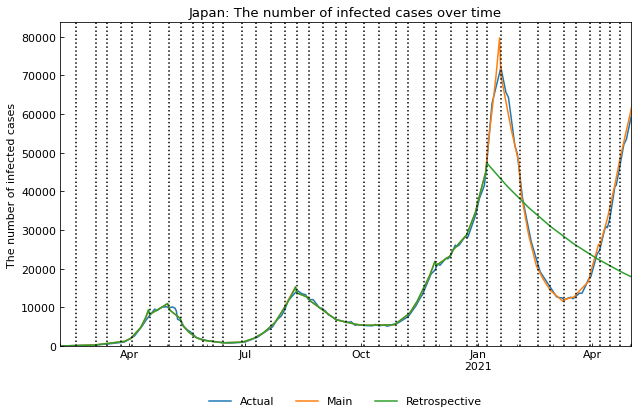 Japan: The number of infected cases over time
The number of infected cases
80000
70000
60000
50000
40000
30000
20000
10000
0
Apr
Jul
Oct
Jan
2021
Apr
Actual
Main
Retrospective